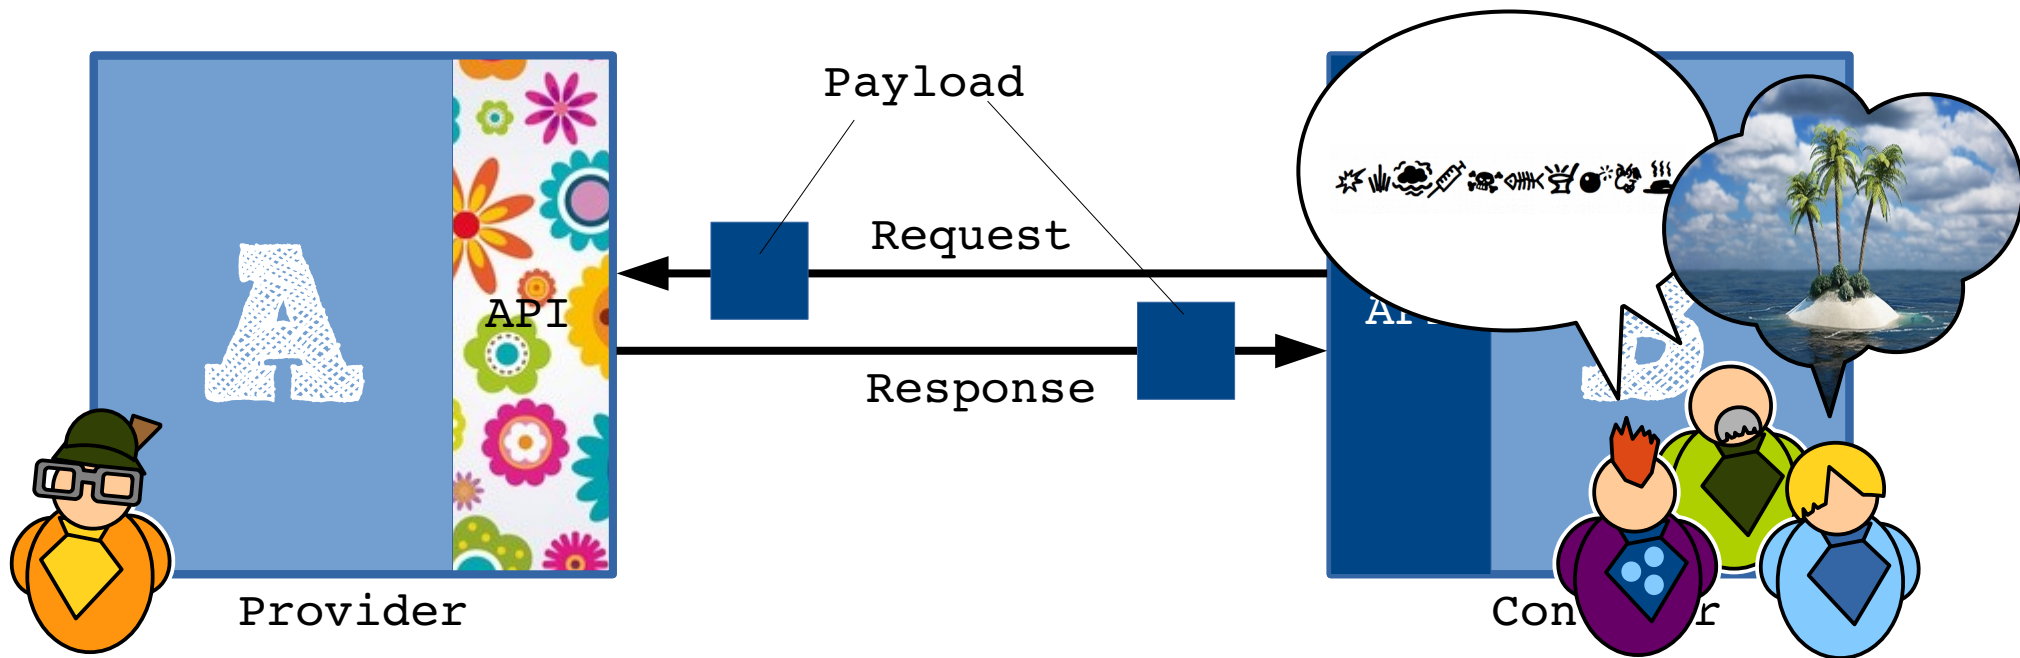 Payload
Request
API
A
Response
Provider